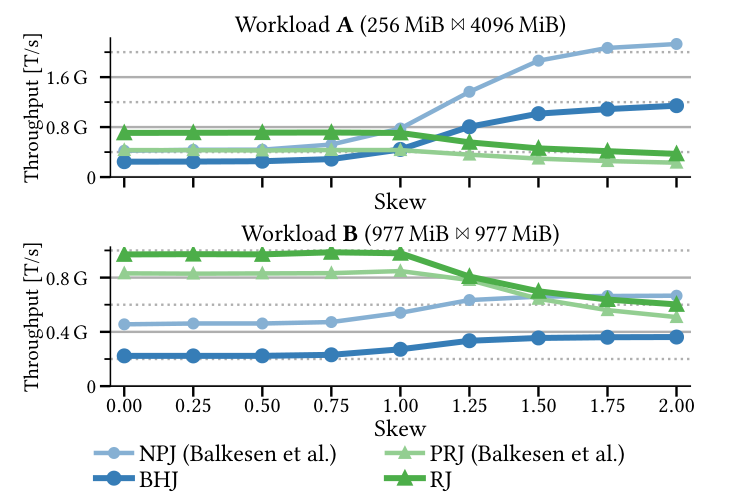 Workload A (256 MiB ⋈ 4096 MiB)
Throughput [T/s]
1.6 G
0.8 G
0
Skew
Workload B (977 MiB ⋈ 977 MiB)
Throughput [T/s]
0.8 G
0.4 G
0
0.00 0.25 0.50 0.75 1.00 1.25 1.50 1.75 2.00
Skew
NPJ (Balkesen et al.) PRJ (Balkesen et al.)
BHJ RJ